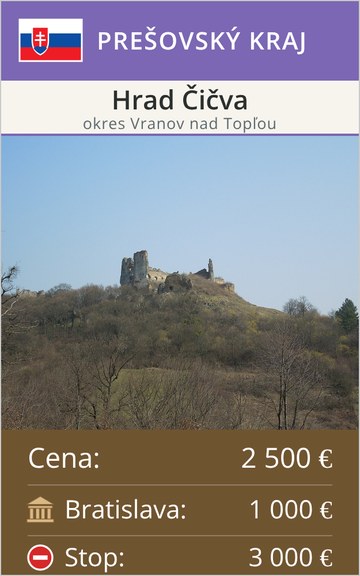 PREŠOVSKÝ KRAJ
Hrad Čičva
okres Vranov nad Topľou
Cena: 2 500 €
Bratislava: 1 000 €
Stop: 3 000 €